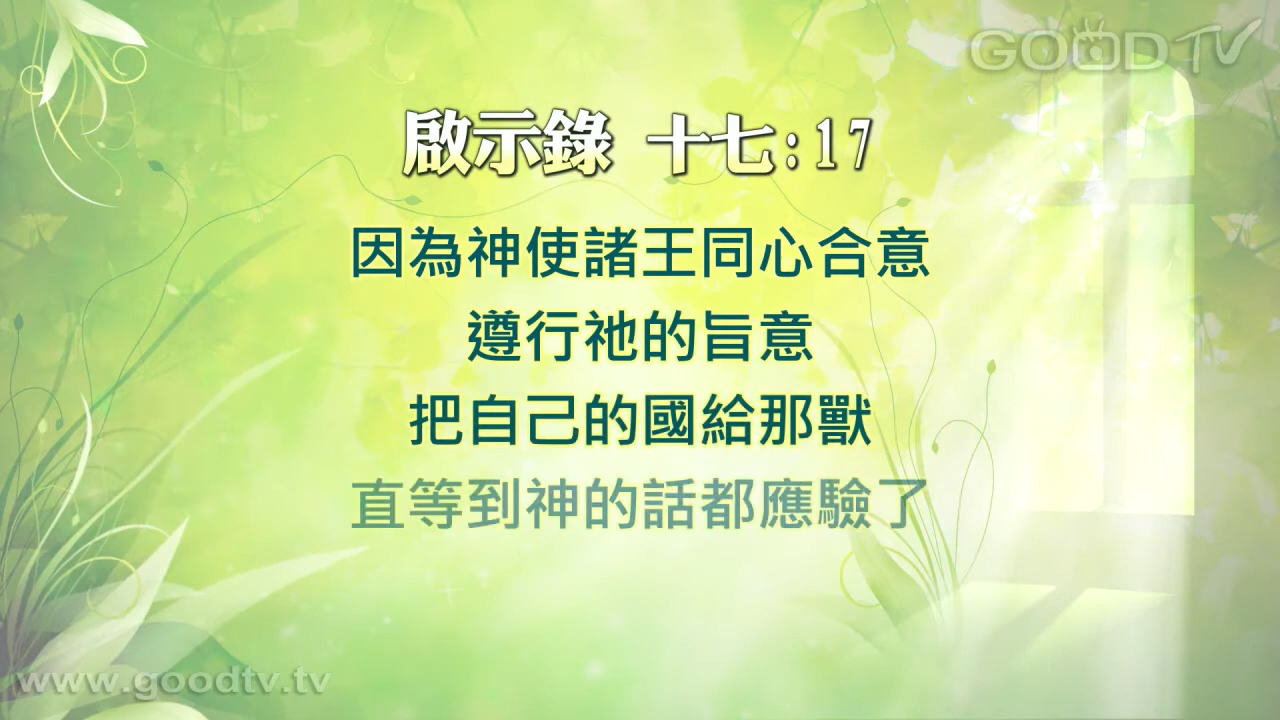 GOOD TV
啟示錄 十七:17
因為神使諸王同心合意
遵行祂的旨意
把自己的國給那獸
直等到神的話都應驗了
www.goodtv.tv